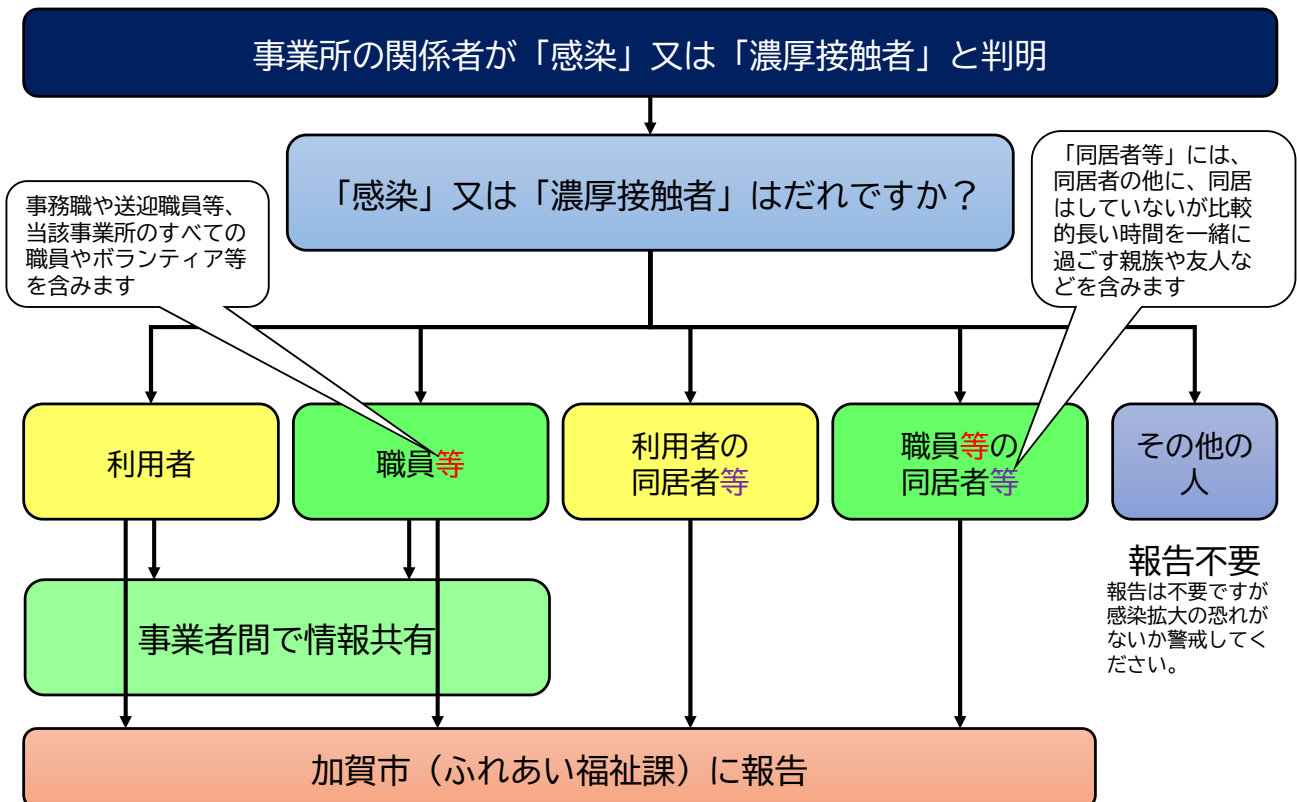 事業所の関係者が「感染」又は「濃厚接触者」と判明
「感染」又は「濃厚接触者」はだれですか？
事務職や送迎職員等、
当該事業所のすべての
職員やボランティア等
を含みます
「同居者等」には、
同居者の他に、同居
はしていないが比較
的長い時間を一緒に
過ごす親族や友人な
どを含みます
利用者
職員等
利用者の
同居者等
職員等の
同居者等
その他の
人
報告不要
報告は不要ですが
感染拡大の恐れが
ないか警戒してく
ださい。
事業者間で情報共有
加賀市（ふれあい福祉課）に報告